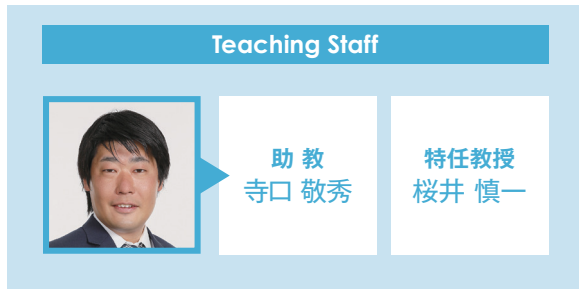 Teaching Staff
助 教
寺口 敬秀
特任教授
桜井 慎一